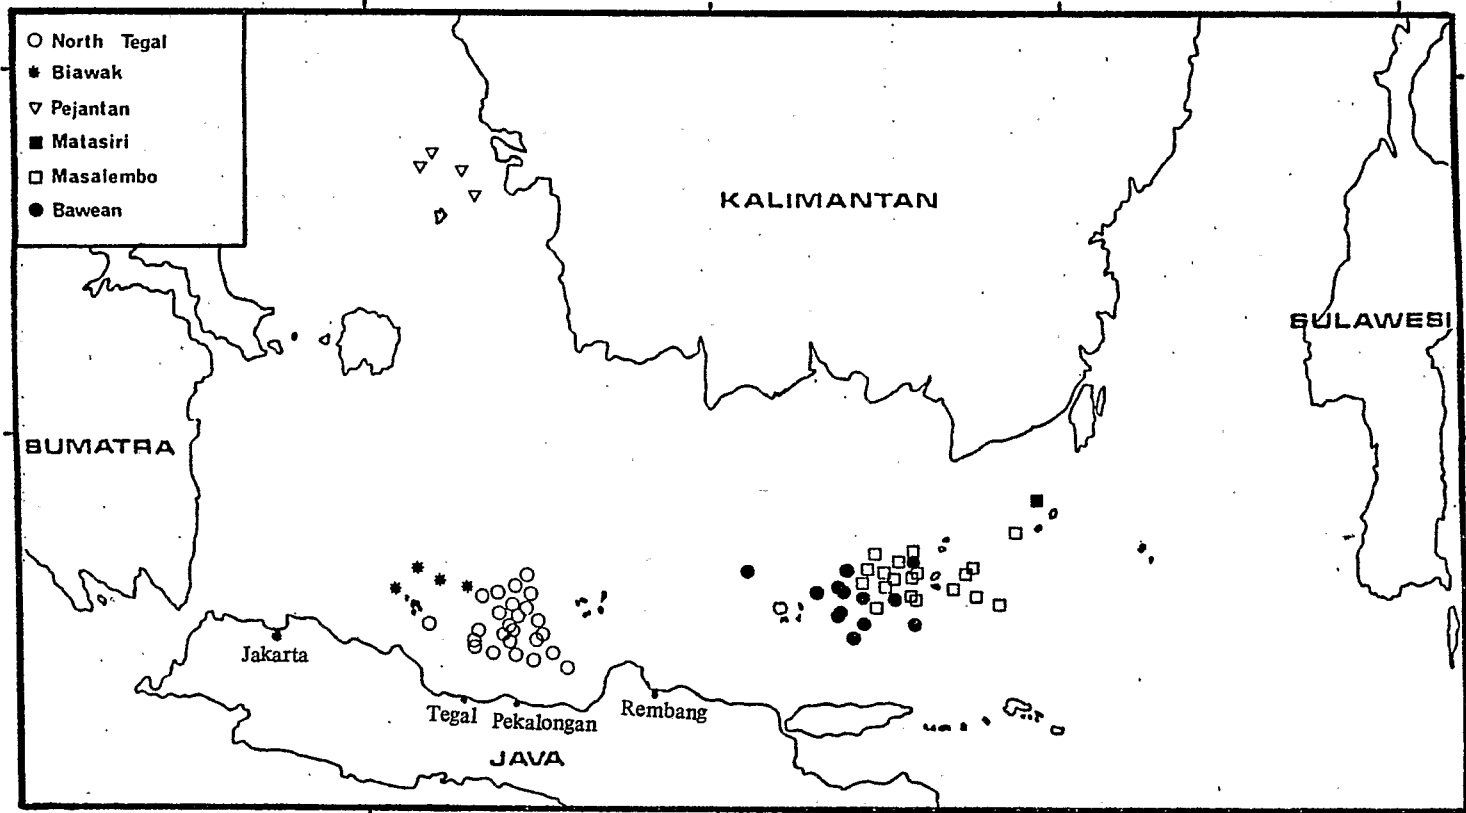 North Tegal
Biawak
Pejantan
Matasiri
Masalembo
Bawean
KALIMANTAN
SULAWESI
SUMATRA
Jakarta
Tegal
Pekalongan
Rembang
JAVA